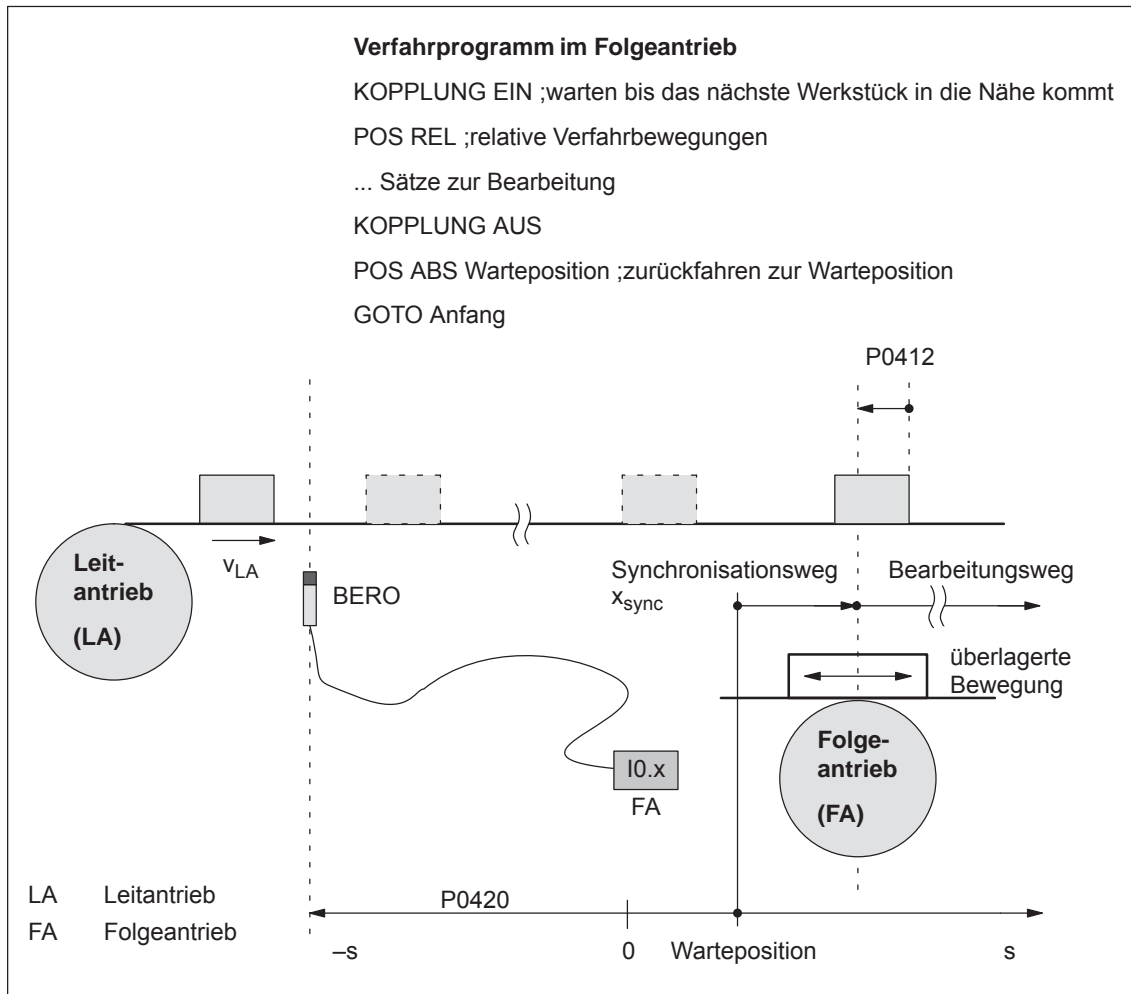 Verfahrprogramm im Folgeantrieb
KOPPLUNG EIN ;warten bis das nächste Werkstück in die Nähe kommt
POS REL ;relative Verfahrbewegungen
... Sätze zur Bearbeitung
KOPPLUNG AUS
POS ABS Warteposition ;zurückfahren zur Warteposition
GOTO Anfang
P0412
Leit-
antrieb
(LA)
vLA
BERO
Synchronisationsweg
xsync
Bearbeitungsweg
überlagerte
Bewegung
I0.x
FA
Folge-
antrieb
(FA)
LA Leitantrieb
FA Folgeantrieb
P0420
–s
0
Warteposition
s